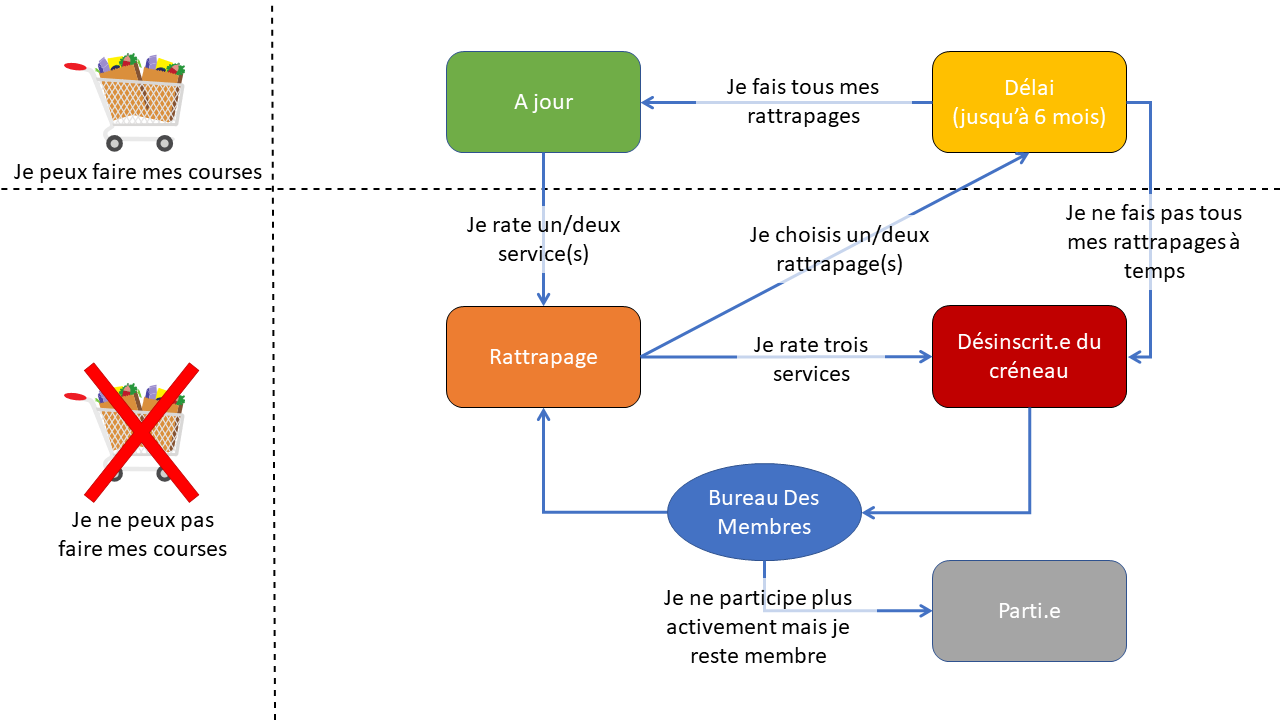 Je peux faire mes courses
A jour
Je fais tous mes
rattrapages
Délai
(jusqu’à 6 mois)
Je rate un/deux
service(s)
Je choisis un/deux
rattrapage(s)
Je ne fais pas tous
mes rattrapages à
temps
Rattrapage
Je rate trois
services
Désinscrit.e du
créneau
Je ne peux pas
faire mes courses
Bureau Des
Membres
Je ne participe plus
activement mais je
reste membre
Parti.e